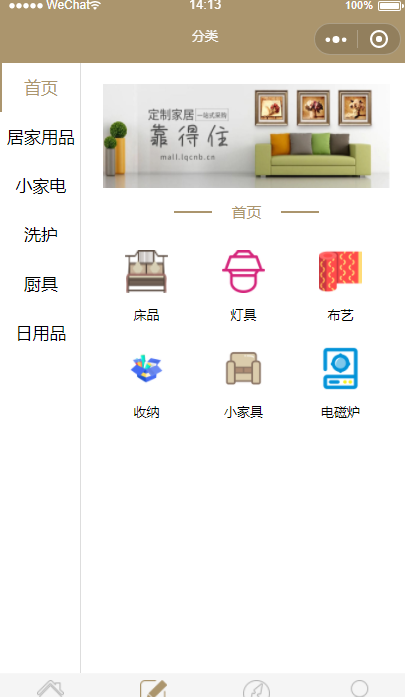 WeChat
14:13
100%
分类
首页
居家用品
小家电
洗护
厨具
日用品
定制家居
一站式采购
靠得住
mall.lqcnb.cn
首页
床品
灯具
布艺
收纳
小家具
电磁炉